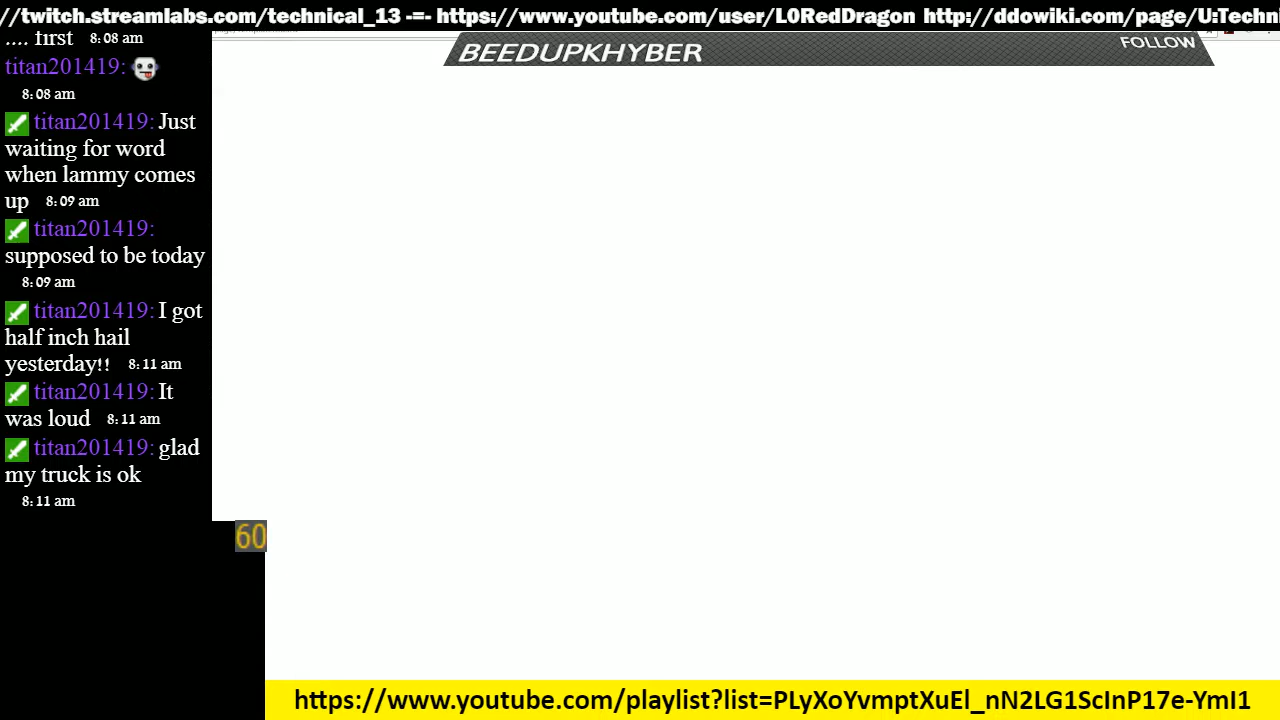 //twitch.streamlabs.com/technical_13 -=- https://www.youtube.com/user/L0RedDragon http://ddowiki.com/page/U:Techni
.... first 8:08 am
titan201419:
8:08 am
titan201419: Just
waiting for word
when lammy comes
up 8:09 am
titan201419:
supposed to be today
8:09 am
titan201419: I got
half inch hail
yesterday!! 8:11 am
titan201419: It
was loud 8:11 am
titan201419: glad
my truck is ok
8:11 am
BEEDUPKHYBER
FOLLOW
60
https://www.youtube.com/playlist?list=PLyXoYvmptXuEl_nN2LG1ScInP17e-YmI1